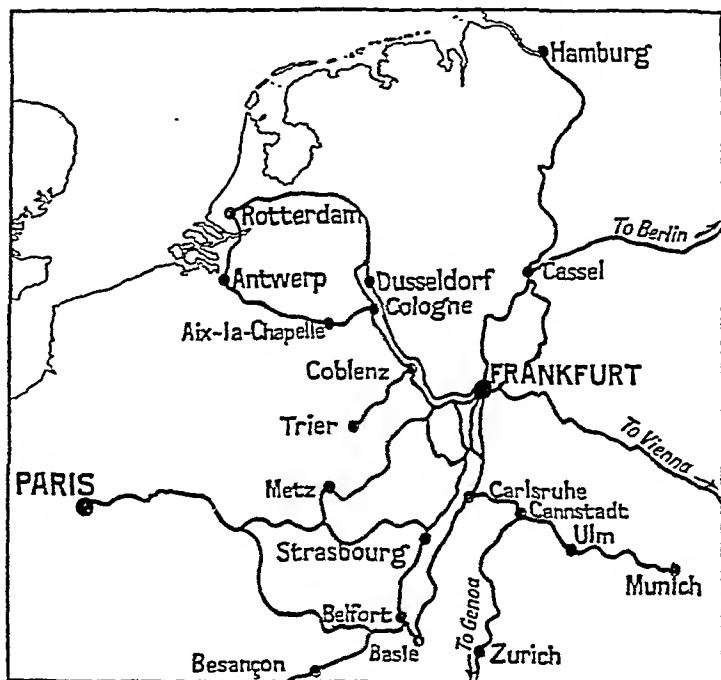 Hamburg
Rotterdam
To Berlin
Antwerp
Dusseldorf
Cassel
Cologne
Aix-la-Chapelle
Coblenz
FRANKFURT
Trier
To Vienna
PARIS
Metz
Carlsruhe
Cannstadt
Strasbourg
Ulm
Munich
Belfort
To Genoa
Basle
Zurich
Besançon